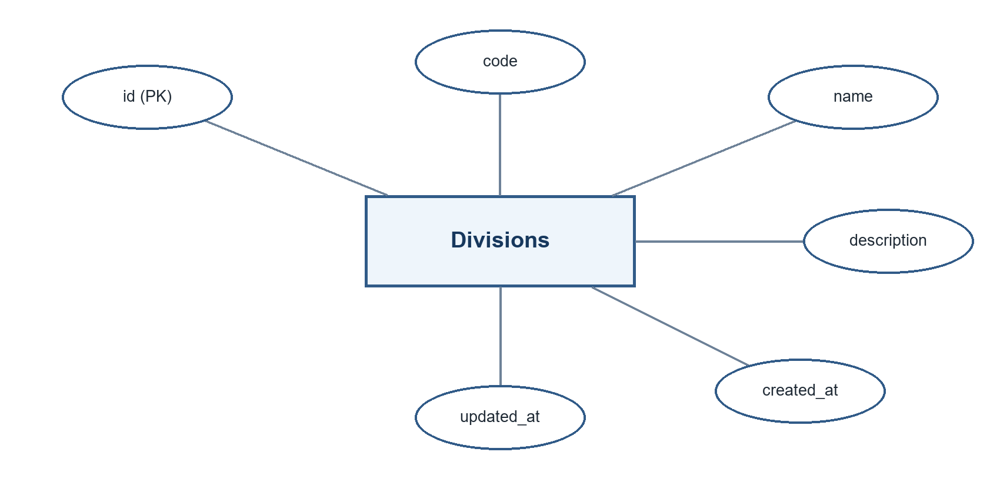 code
id (PK)
name
Divisions
description
created_at
updated_at